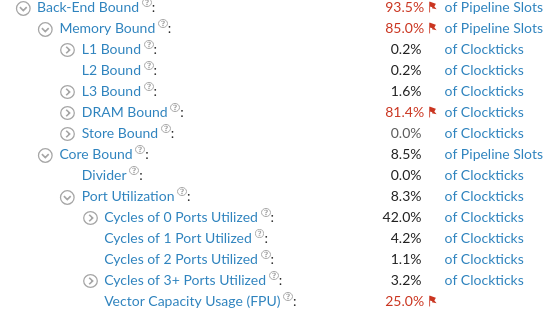 Back-End Bound ?: 93.5% of Pipeline Slots
Memory Bound ?: 85.0% of Pipeline Slots
L1 Bound ?: 0.2% of Clockticks
L2 Bound ?: 0.2% of Clockticks
L3 Bound ?: 1.6% of Clockticks
DRAM Bound ?: 81.4% of Clockticks
Store Bound ?: 0.0% of Clockticks
Core Bound ?: 8.5% of Pipeline Slots
Divider ?: 0.0% of Clockticks
Port Utilization ?: 8.3% of Clockticks
Cycles of 0 Ports Utilized ?: 42.0% of Clockticks
Cycles of 1 Port Utilized ?: 4.2% of Clockticks
Cycles of 2 Ports Utilized ?: 1.1% of Clockticks
Cycles of 3+ Ports Utilized ?: 3.2% of Clockticks
Vector Capacity Usage (FPU) ?: 25.0%